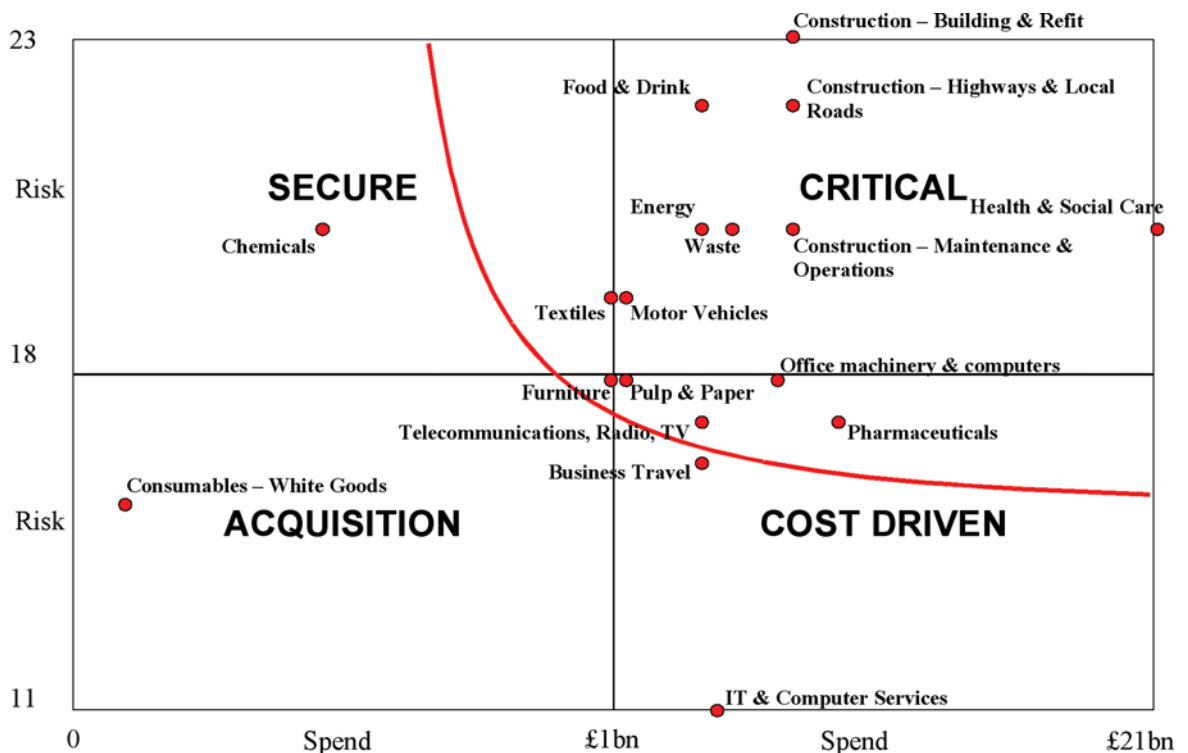 Construction – Building & Refit
23
Food & Drink
Construction – Highways & Local
Roads
Risk
SECURE
CRITICAL
Health & Social Care
Energy
Chemicals
Waste
Construction – Maintenance &
Operations
Textiles
Motor Vehicles
18
Office machinery & computers
Furniture
Pulp & Paper
Telecommunications, Radio, TV
Pharmaceuticals
Business Travel
Consumables – White Goods
Risk
ACQUISITION
COST DRIVEN
11
IT & Computer Services
0
Spend
£1bn
Spend
£21bn